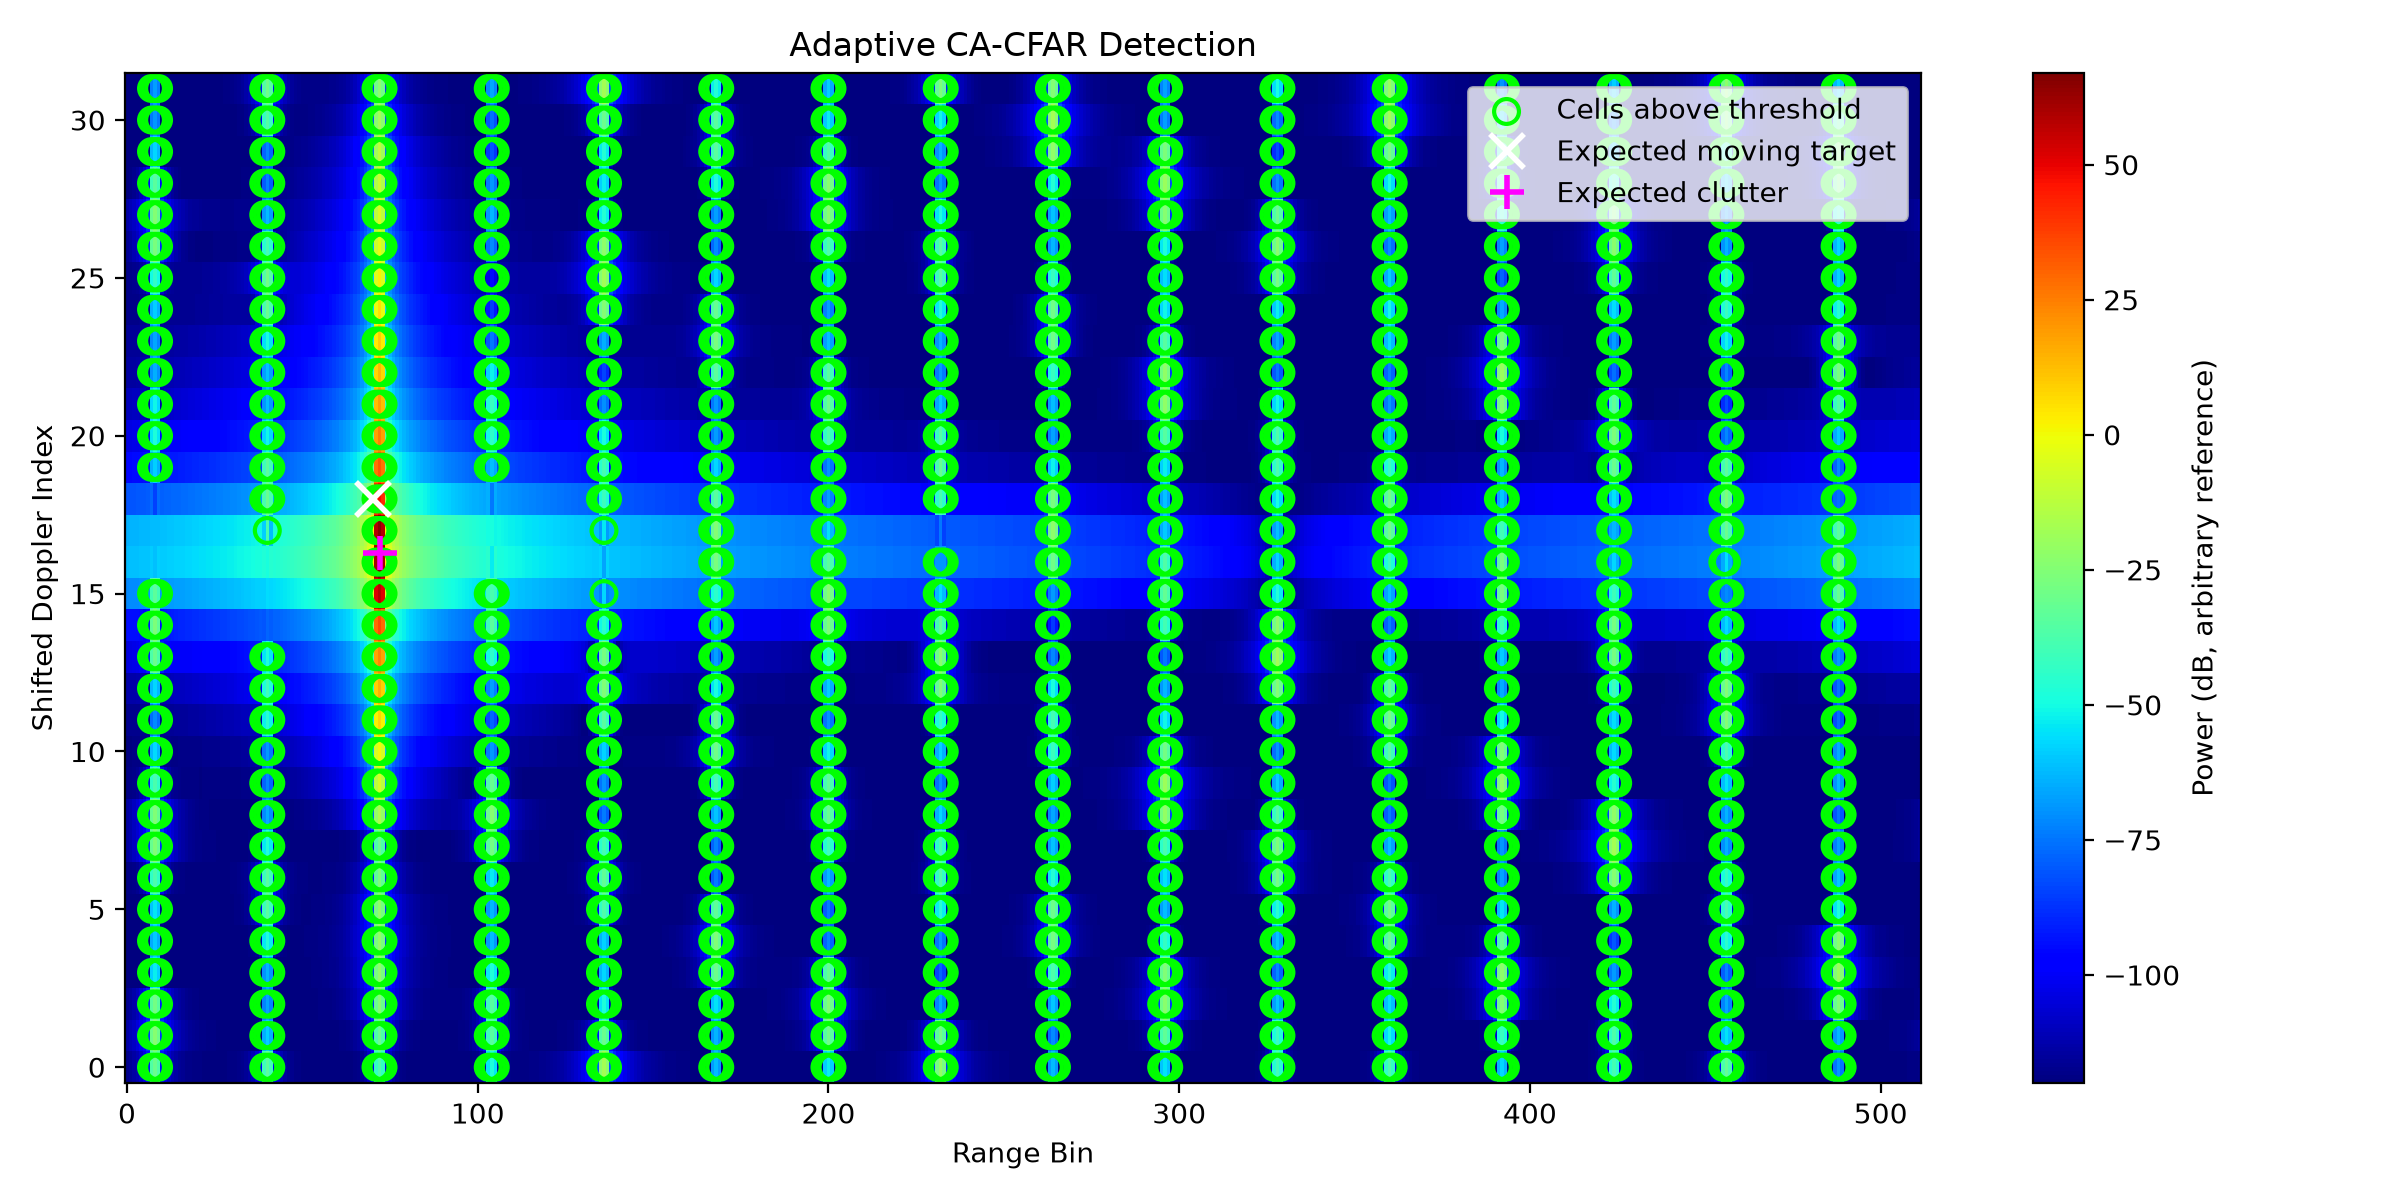 Adaptive CA-CFAR Detection
Cells above threshold
Expected moving target
Expected clutter
30
25
20
15
10
5
0
Shifted Doppler Index
0
100
200
300
400
500
Range Bin
50
25
0
−25
−50
−75
−100
Power (dB, arbitrary reference)